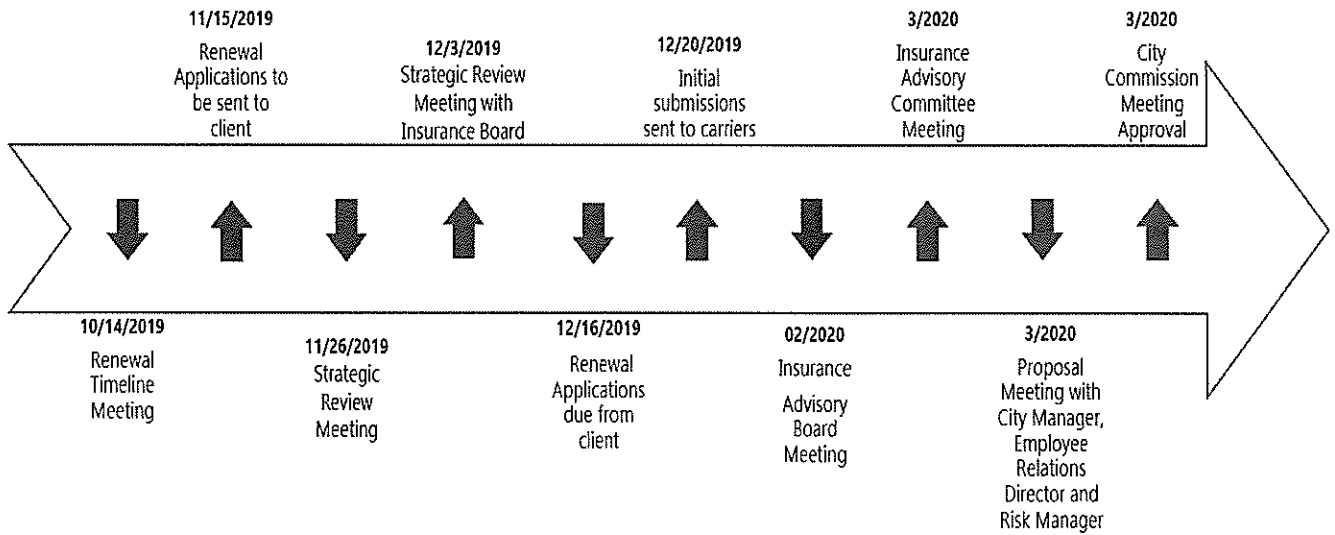 11/15/2019
Renewal
Applications to
be sent to
client
12/3/2019
Strategic Review
Meeting with
Insurance Board
12/20/2019
Initial
submissions
sent to carriers
3/2020
Insurance
Advisory
Committee
Meeting
3/2020
City
Commission
Meeting
Approval
10/14/2019
Renewal
Timeline
Meeting
11/26/2019
Strategic
Review
Meeting
12/16/2019
Renewal
Applications
due from
client
02/2020
Insurance
Advisory
Board
Meeting
3/2020
Proposal
Meeting with
City Manager,
Employee
Relations
Director and
Risk Manager